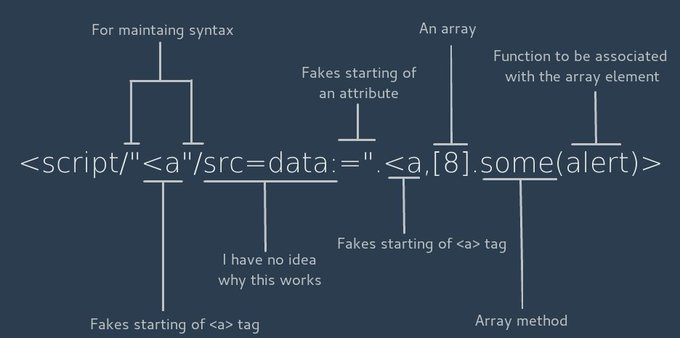 For maintaing syntax
An array
Function to be associated
with the array element
Fakes starting of
an attribute
<script/"<a"/src=data:=".<a,[8].some(alert)>
I have no idea
why this works
Fakes starting of <a> tag
Fakes starting of <a> tag
Array method